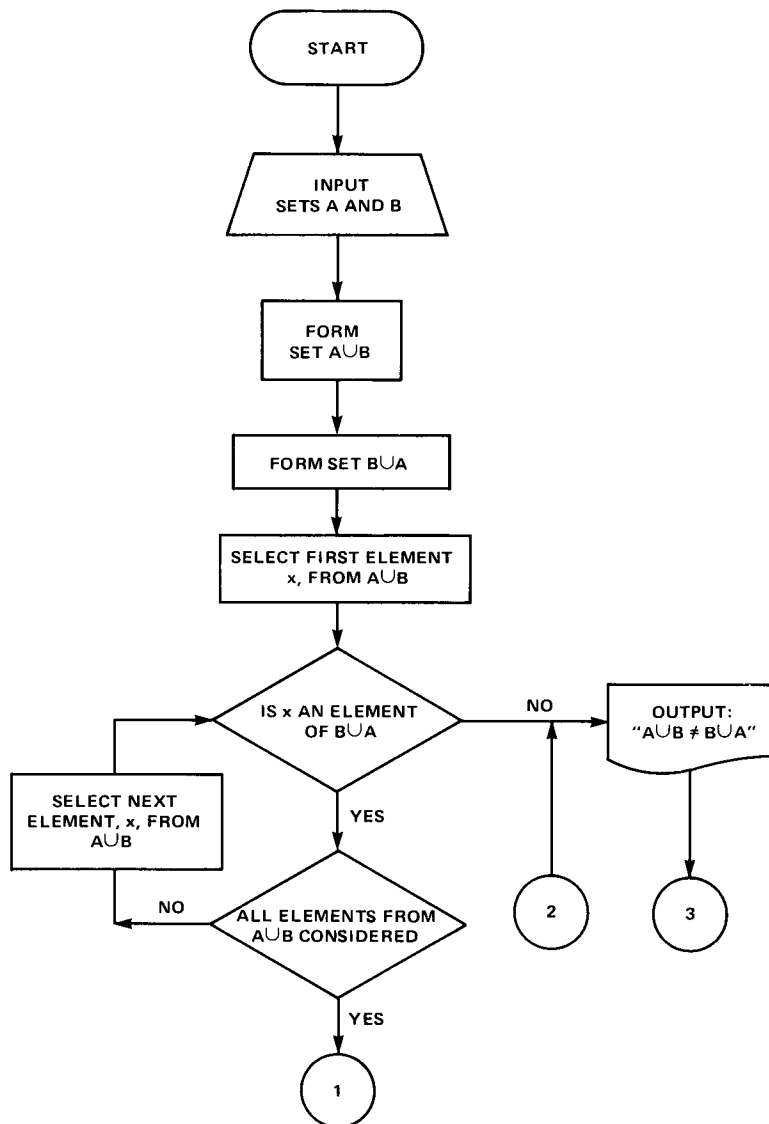 START
INPUT
SETS A AND B
FORM
SET A∪B
FORM SET B∪A
SELECT FIRST ELEMENT
x, FROM A∪B
IS x AN ELEMENT
OF B∪A
NO
OUTPUT:
"A∪B ≠ B∪A"
SELECT NEXT
ELEMENT, x, FROM
A∪B
YES
NO
ALL ELEMENTS FROM
A∪B CONSIDERED
2
3
YES
1